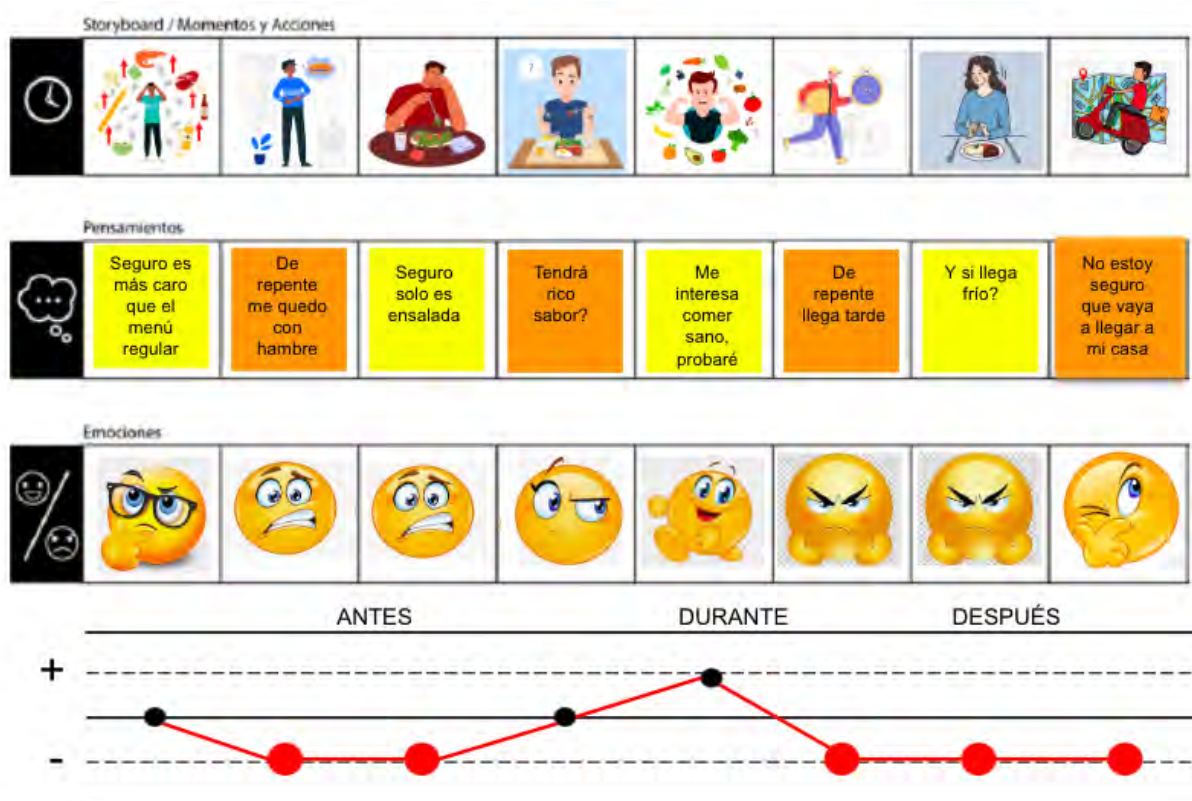 Storyboard / Momentos y Acciones
?
Pensamientos
Seguro es
más caro
que el
menú
regular
De
repente
me quedo
con
hambre
Seguro
solo es
ensalada
Tendrá
rico
sabor?
Me
interesa
comer
sano,
probaré
De
repente
llega tarde
Y si llega
frío?
No estoy
seguro
que vaya
a llegar a
mi casa
Emociones
ANTES
DURANTE
DESPUÉS
+
-